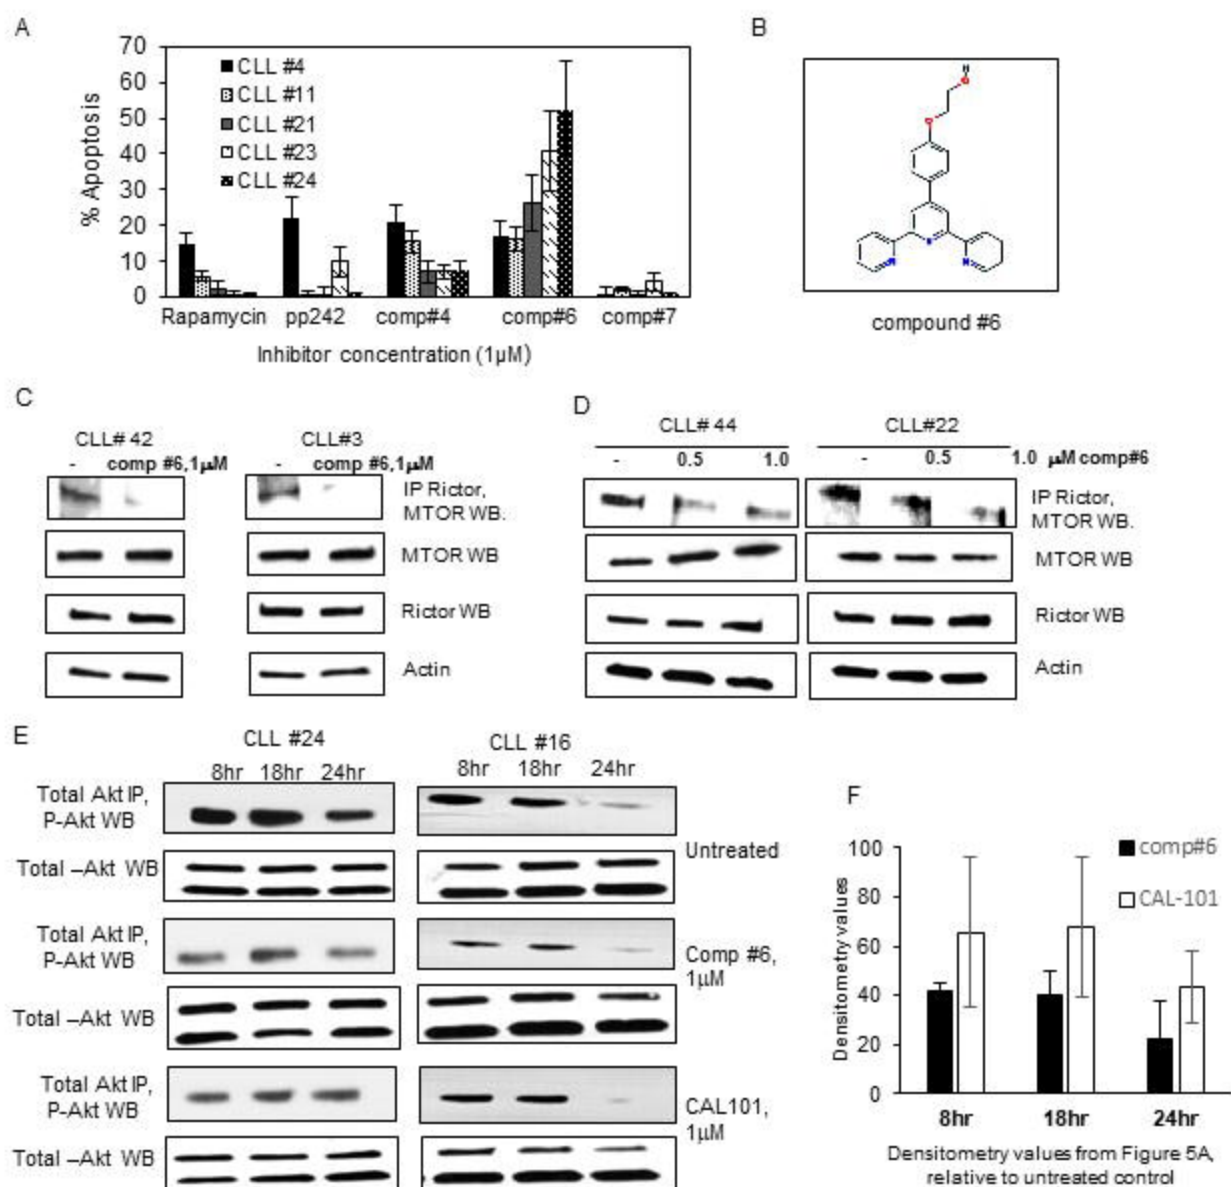 A
70
60
50
40
30
20
10
0
% Apoptosis
CLL #4
CLL #11
CLL #21
CLL #23
CLL #24
Rapamycin pp242 comp#4 comp#6 comp#7
Inhibitor concentration (1µM)
B
H
O
O
N N N
compound #6
C
CLL# 42 CLL#3
- comp #6,1µM - comp #6,1µM
IP Rictor,
MTOR WB.
MTOR WB
Rictor WB
Actin
D
CLL# 44 CLL#22
- 0.5 1.0 - 0.5 1.0 µM comp#6
IP Rictor,
MTOR WB.
MTOR WB
Rictor WB
Actin
E
CLL #24 CLL #16
8hr 18hr 24hr 8hr 18hr 24hr
Total Akt IP,
P-Akt WB
Total –Akt WB
Untreated
Total Akt IP,
P-Akt WB
Total –Akt WB
Comp #6,
1µM
Total Akt IP,
P-Akt WB
Total –Akt WB
CAL101,
1µM
F
100
80
60
40
20
0
Densitometry values
comp#6
CAL-101
8hr 18hr 24hr
Densitometry values from Figure 5A,
relative to untreated control